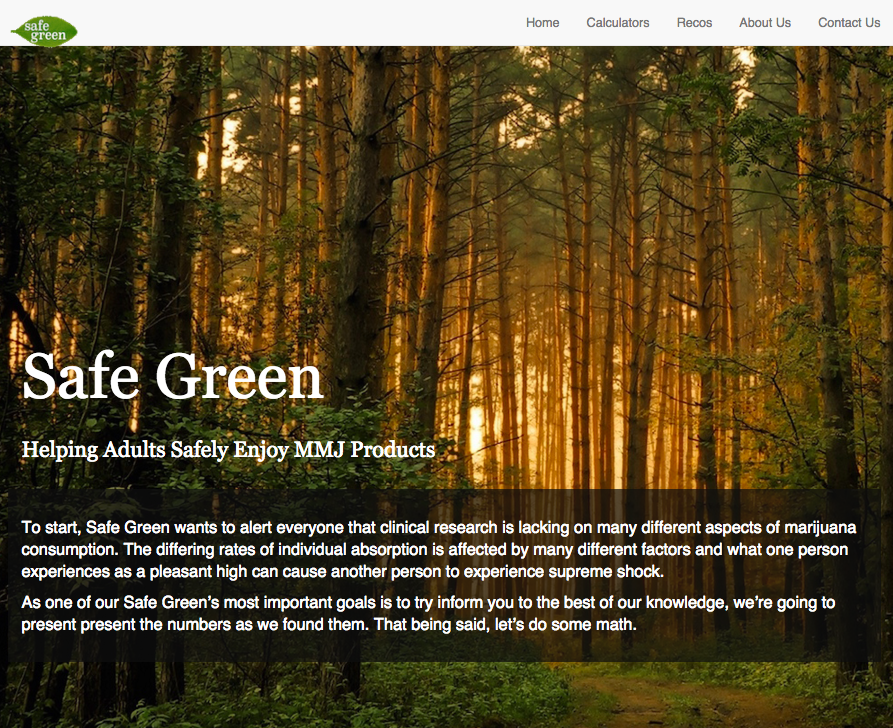 safe
green
Home Calculators Recos About Us Contact Us
Safe Green
Helping Adults Safely Enjoy MMJ Products
To start, Safe Green wants to alert everyone that clinical research is lacking on many different aspects of marijuana
consumption. The differing rates of individual absorption is affected by many different factors and what one person
experiences as a pleasant high can cause another person to experience supreme shock.
As one of our Safe Green’s most important goals is to try inform you to the best of our knowledge, we’re going to
present present the numbers as we found them. That being said, let’s do some math.